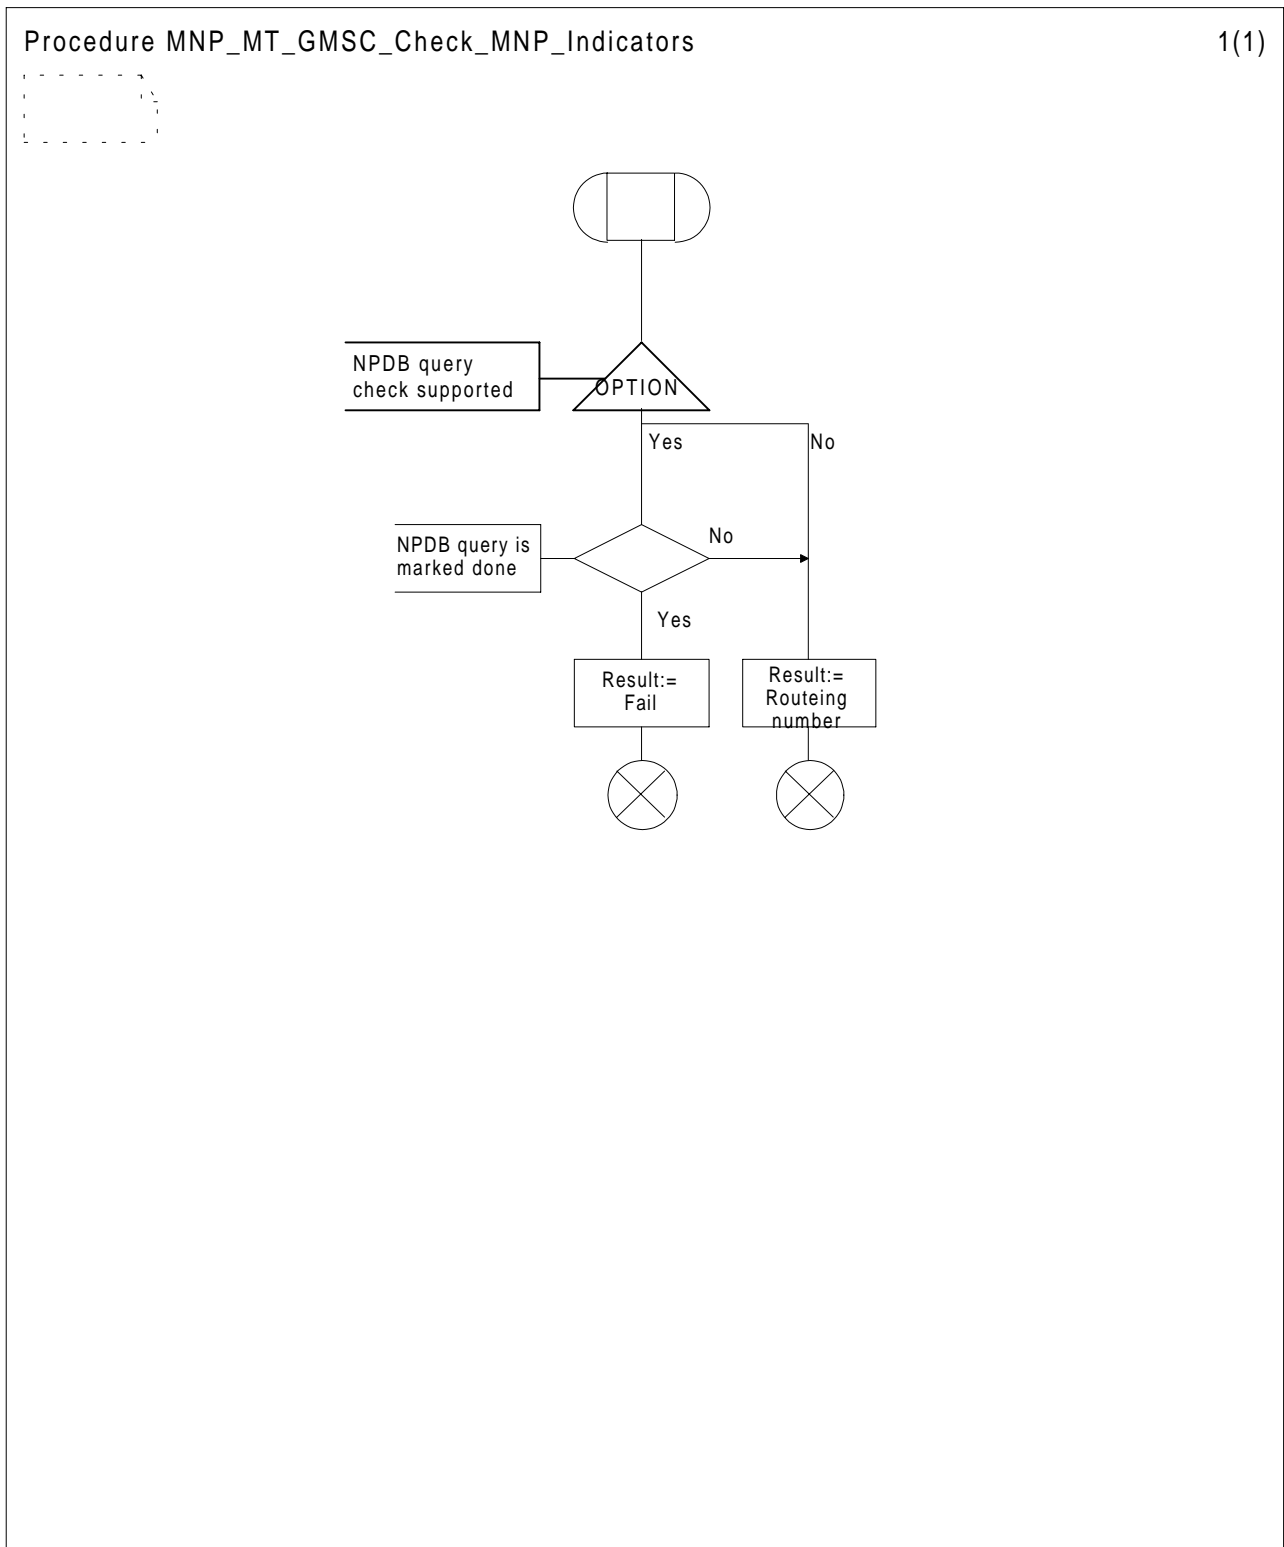 Procedure MNP_MT_GMSC_Check_MNP_Indicators 1(1)
NPDB query
check supported
OPTION
Yes
No
NPDB query is
marked done
No
Yes
Result:=
Fail
Result:=
Routeing
number